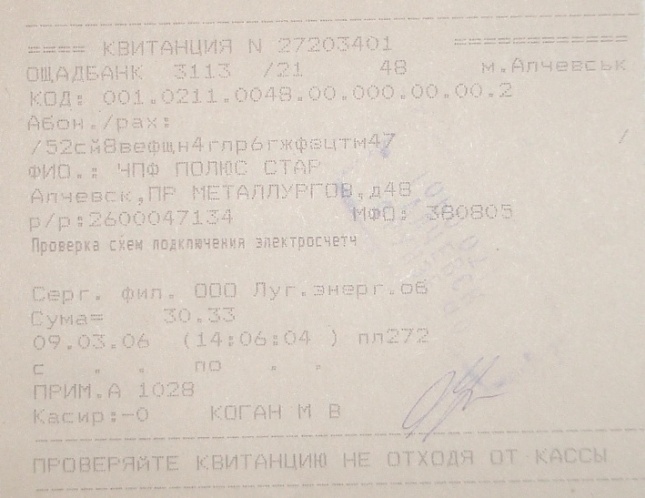 ==== КВИТАНЦИЯ N 27203401 ============
ОЩАДБАНК 3113 /21 48 м.Алчевськ
КОД: 001.0211.0048.00.000.00.00.2
Абон./рах:
/52сй8вефщн4глр6гжфвцтм47 /
ФИО.: ЧПФ ПОЛЮС СТАР
Алчевск,ПР МЕТАЛЛУРГОВ,д48
р/р:2600047134 МФО: 380805
Проверка схем подключения электросчетч
Серг. фил. ООО Луг.энерг.об
Сума= 30.33
09.03.06 (14:06:04 ) пл272
с . . по . .
ПРИМ.А 1028
Касир:-0 КОГАН М В
ПРОВЕРЯЙТЕ КВИТАНЦИЮ НЕ ОТХОДЯ ОТ КАССЫ